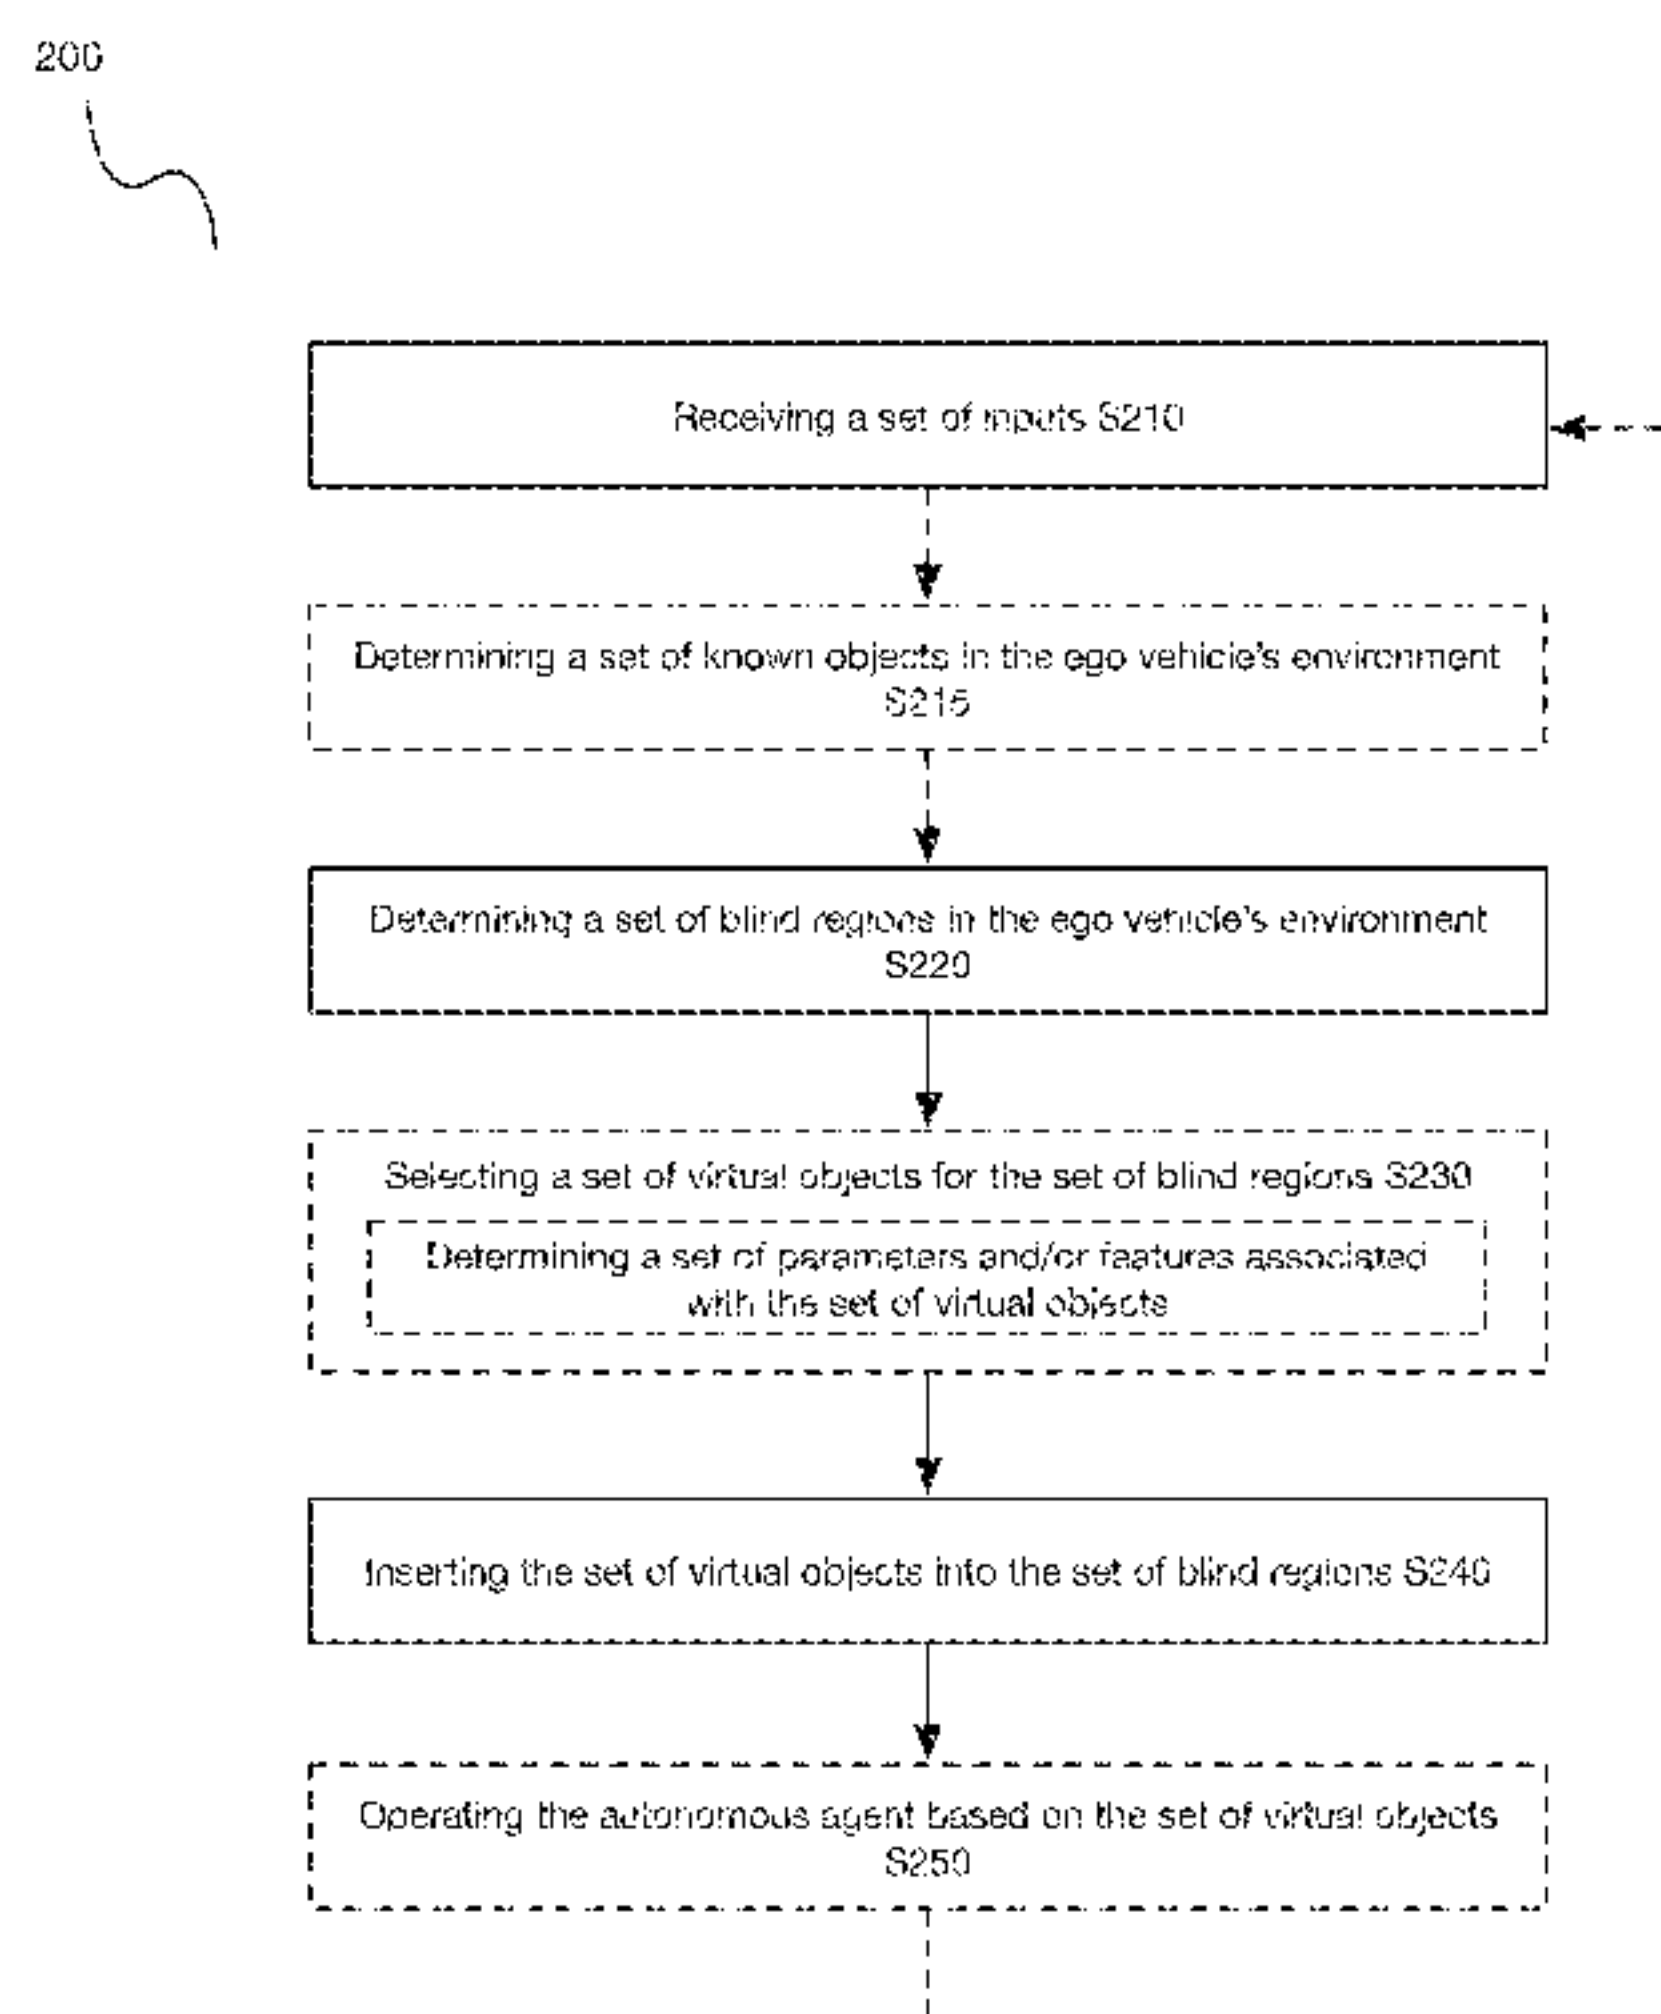 200
Receiving a set of inputs S210
Determining a set of known objects in the ego vehicle's environment
S215
Determining a set of blind regions in the ego vehicle's environment
S220
Selecting a set of virtual objects for the set of blind regions S230
Determining a set of parameters and/or features associated
with the set of virtual objects
Inserting the set of virtual objects into the set of blind regions S240
Operating the autonomous agent based on the set of virtual objects
S250